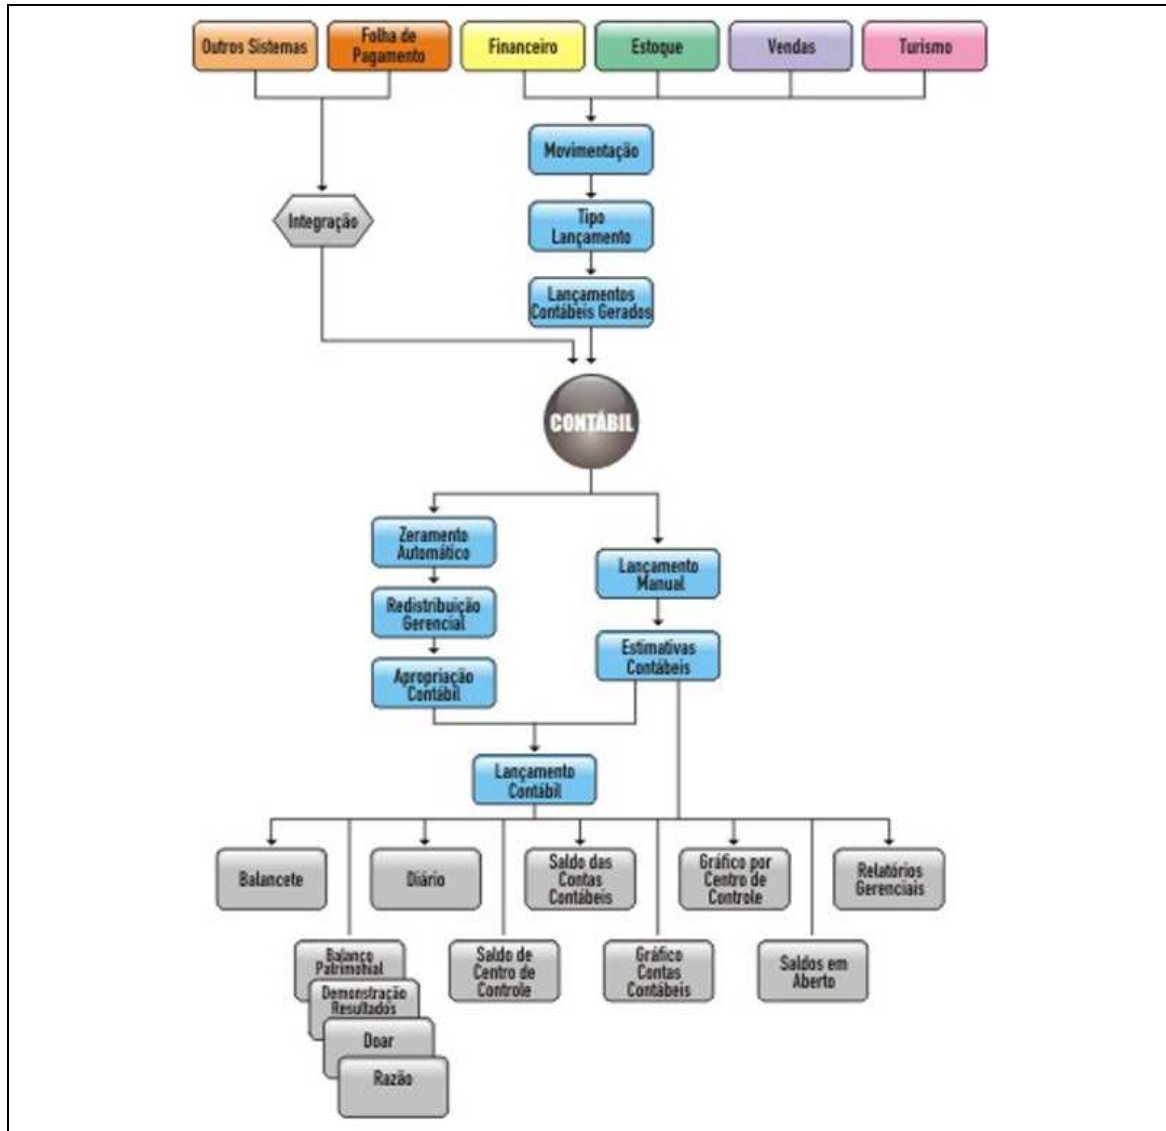 Outros Sistemas
Folha de
Pagamento
Financeiro
Estoque
Vendas
Turismo
Movimentação
Tipo
Lançamento
Integração
Lançamentos
Contábeis Gerados
CONTÁBIL
Zeramento
Automático
Lançamento
Manual
Redistribuição
Gerencial
Estimativas
Contábeis
Apropriação
Contábil
Lançamento
Contábil
Balancete
Diário
Saldo das
Contas
Contábeis
Gráfico por
Centro de
Controle
Relatórios
Gerenciais
Balanço
Patrimohial
Demonstração
Resultados
Doar
Razão
Saldo de
Centro de
Controle
Gráfico
Contas
Contábeis
Saldos em
Aberto